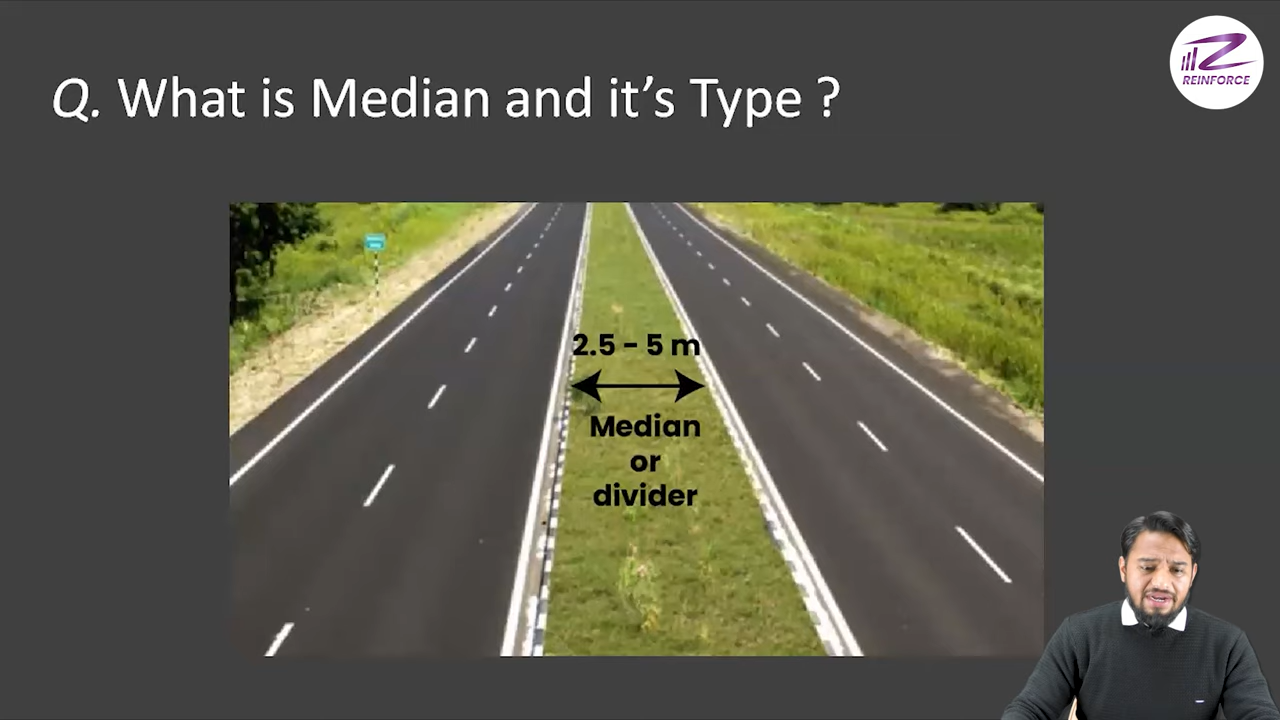 REINFORCE
Q. What is Median and it's Type ?
2.5 - 5 m
Median
or
divider